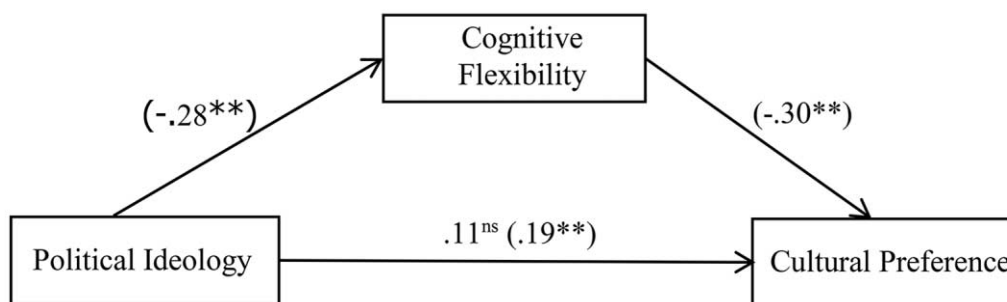 Cognitive
Flexibility
(-.28**)
(-.30**)
.11ns (.19**)
Political Ideology
Cultural Preference